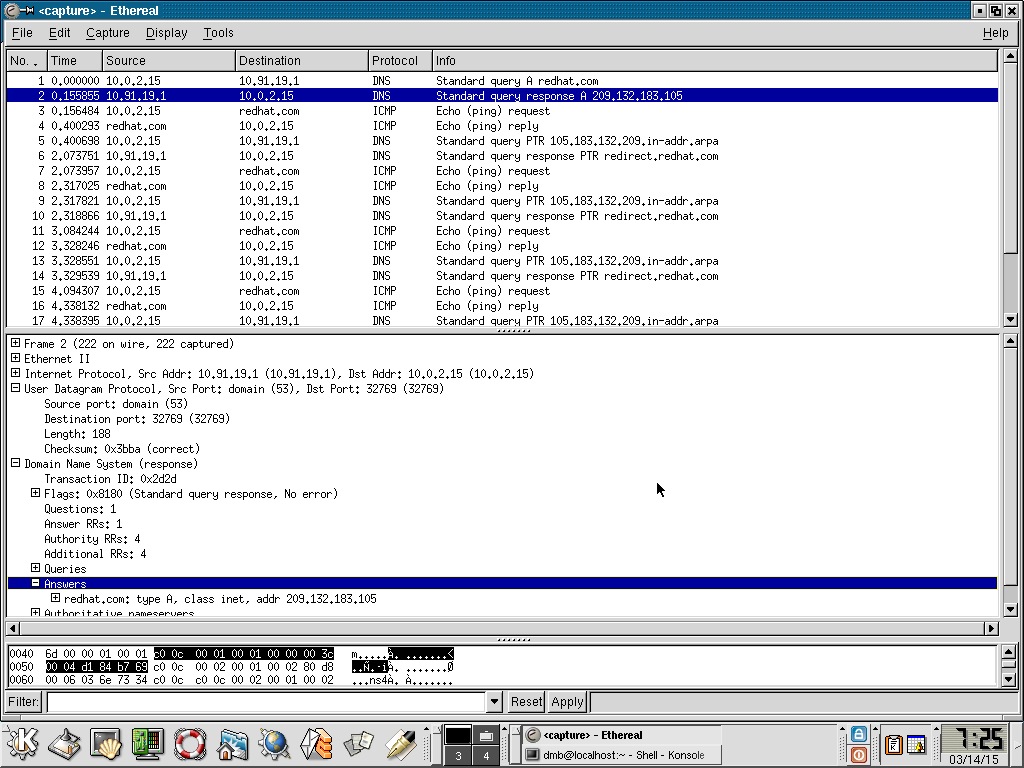 <capture> - Ethereal
File Edit Capture Display Tools Help
No. . Time Source Destination Protocol Info
1 0.000000 10.0.2.15 10.91.19.1 DNS Standard query A redhat.com
2 0.155855 10.91.19.1 10.0.2.15 DNS Standard query response A 209.132.183.105
3 0.156484 10.0.2.15 redhat.com ICMP Echo (ping) request
4 0.400293 redhat.com 10.0.2.15 ICMP Echo (ping) reply
5 0.400698 10.0.2.15 10.91.19.1 DNS Standard query PTR 105.183.132.209.in-addr.arpa
6 2.073751 10.91.19.1 10.0.2.15 DNS Standard query response PTR redirect.redhat.com
7 2.073957 10.0.2.15 redhat.com ICMP Echo (ping) request
8 2.317025 redhat.com 10.0.2.15 ICMP Echo (ping) reply
9 2.317821 10.0.2.15 10.91.19.1 DNS Standard query PTR 105.183.132.209.in-addr.arpa
10 2.318866 10.91.19.1 10.0.2.15 DNS Standard query response PTR redirect.redhat.com
11 3.084244 10.0.2.15 redhat.com ICMP Echo (ping) request
12 3.328246 redhat.com 10.0.2.15 ICMP Echo (ping) reply
13 3.328551 10.0.2.15 10.91.19.1 DNS Standard query PTR 105.183.132.209.in-addr.arpa
14 3.329539 10.91.19.1 10.0.2.15 DNS Standard query response PTR redirect.redhat.com
15 4.094307 10.0.2.15 redhat.com ICMP Echo (ping) request
16 4.338132 redhat.com 10.0.2.15 ICMP Echo (ping) reply
17 4.338395 10.0.2.15 10.91.19.1 DNS Standard query PTR 105.183.132.209.in-addr.arpa
Frame 2 (222 on wire, 222 captured)
Ethernet II
Internet Protocol, Src Addr: 10.91.19.1 (10.91.19.1), Dst Addr: 10.0.2.15 (10.0.2.15)
User Datagram Protocol, Src Port: domain (53), Dst Port: 32769 (32769)
Source port: domain (53)
Destination port: 32769 (32769)
Length: 188
Checksum: 0x3bba (correct)
Domain Name System (response)
Transaction ID: 0x2d2d
Flags: 0x8180 (Standard query response, No error)
Questions: 1
Answer RRs: 1
Authority RRs: 4
Additional RRs: 4
Queries
Answers
redhat.com: type A, class inet, addr 209.132.183.105
Authoritative nameservers
0040 6d 00 00 01 00 01 c0 0c 00 01 00 01 00 00 00 3c m.....À. .......<
0050 00 04 d1 84 b7 69 c0 0c 00 02 00 01 00 02 80 d8 ..Ñ.·iÀ. .......Ø
0060 00 06 03 6e 73 34 c0 0c c0 0c 00 02 00 01 00 02 ...ns4À. À.......
Filter: Reset Apply
<capture> - Ethereal
dmb@localhost:~ - Shell - Konsole
3 4
7:25
03/14/15